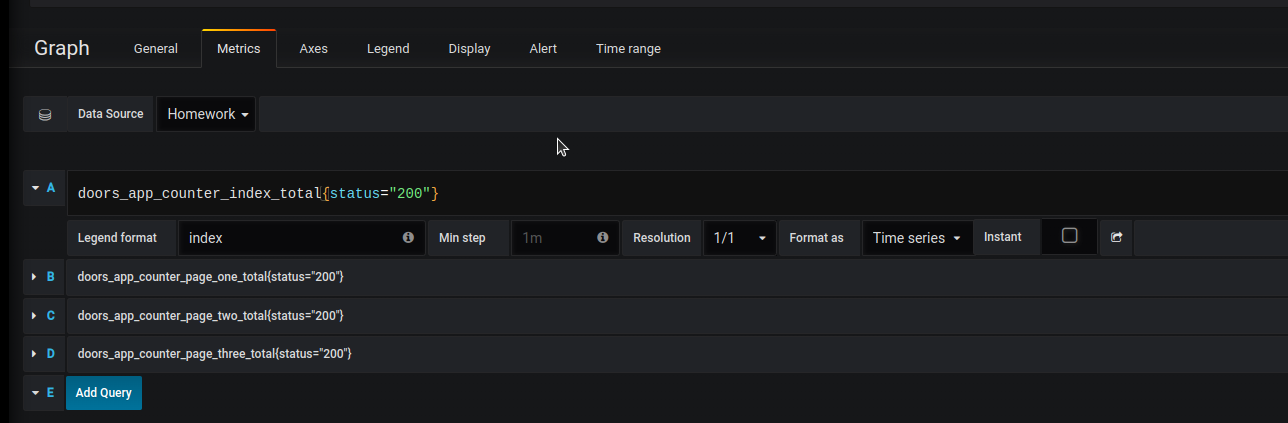 Graph General Metrics Axes Legend Display Alert Time range
Data Source Homework
A doors_app_counter_index_total{status="200"}
Legend format index Min step 1m Resolution 1/1 Format as Time series Instant
B doors_app_counter_page_one_total{status="200"}
C doors_app_counter_page_two_total{status="200"}
D doors_app_counter_page_three_total{status="200"}
E Add Query